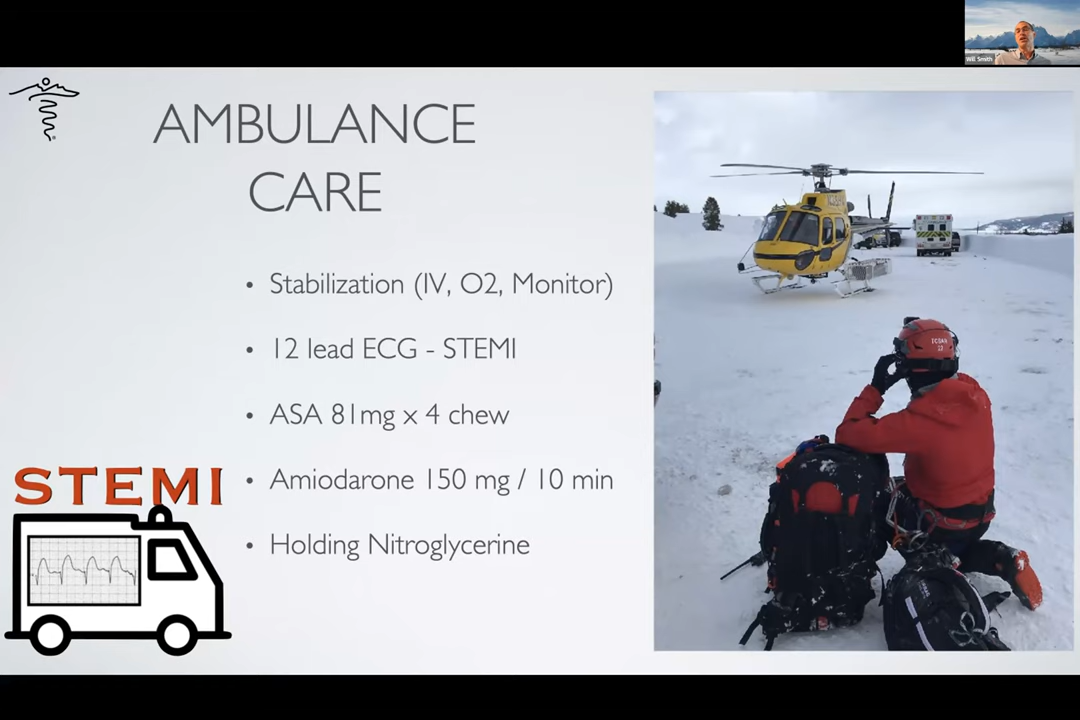 Will Smith
AMBULANCE
CARE
• Stabilization (IV, O2, Monitor)
• 12 lead ECG - STEMI
• ASA 81mg x 4 chew
• Amiodarone 150 mg / 10 min
• Holding Nitroglycerine
STEMI